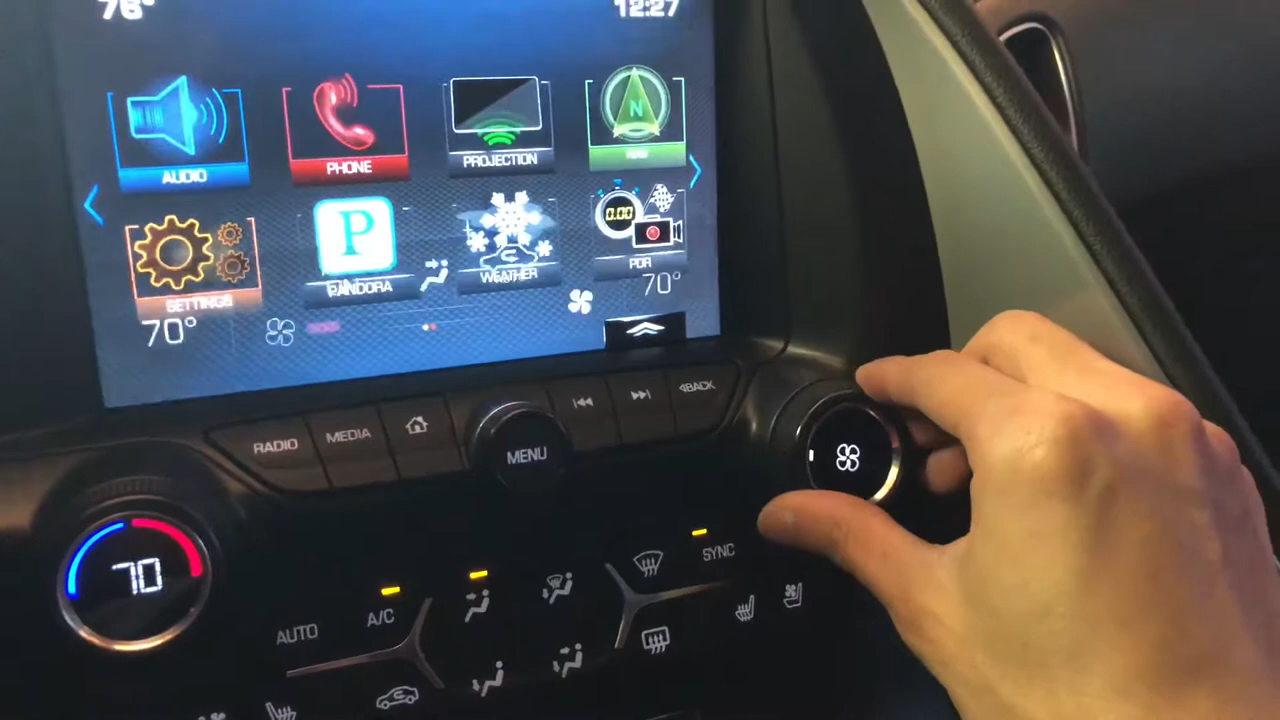 76° 12:27
AUDIO PHONE PROJECTION NAV
0.00
SETTINGS PANDORA WEATHER PDR
70° 70°
RADIO MEDIA MENU BACK
70
AUTO A/C SYNC